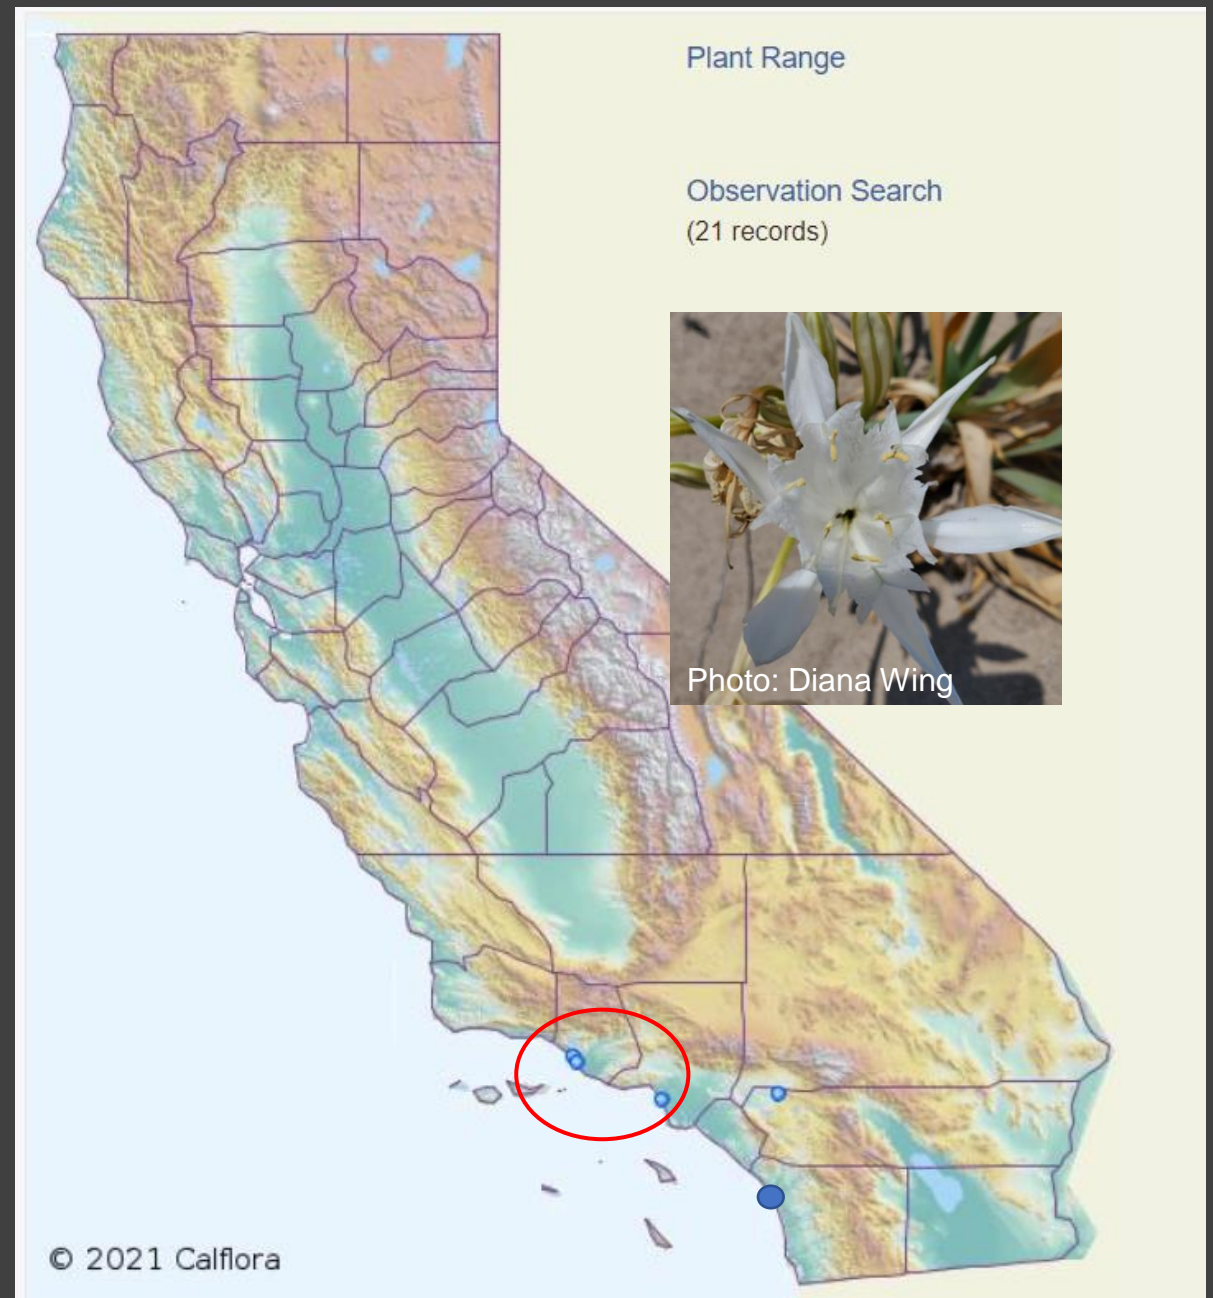 Plant Range
Observation Search
(21 records)
Photo: Diana Wing
© 2021 Calflora